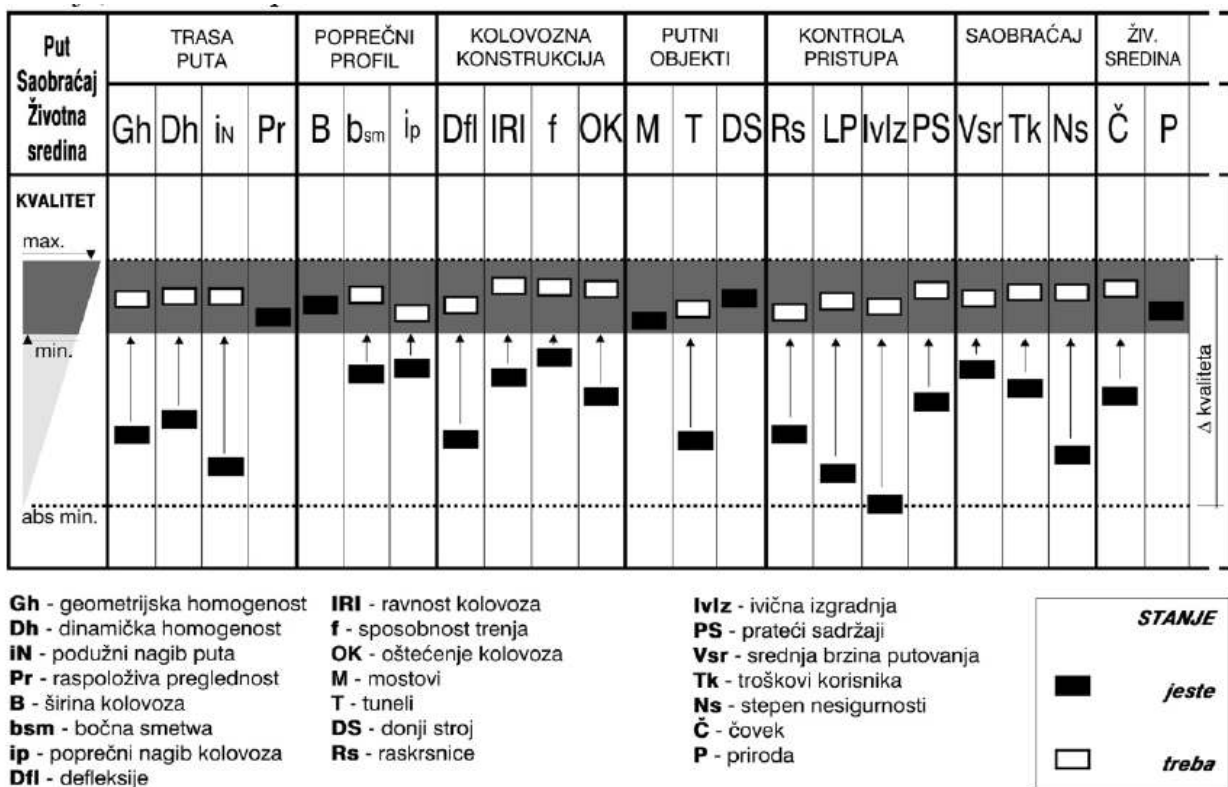 Put
Saobraćaj
Životna
sredina
TRASA
PUTA
POPREČNI
PROFIL
KOLOVOZNA
KONSTRUKCIJA
PUTNI
OBJEKTI
KONTROLA
PRISTUPA
SAOBRAĆAJ
ŽIV.
SREDINA
Gh Dh iN Pr B bsm ip Dfl IRI f OK M T DS Rs LP IvIz PS Vsr Tk Ns Č P
KVALITET
max.
min.
abs min.
Δ kvaliteta
Gh - geometrijska homogenost
Dh - dinamička homogenost
iN - podužni nagib puta
Pr - raspoloživa preglednost
B - širina kolovoza
bsm - bočna smetwa
ip - poprečni nagib kolovoza
Dfl - defleksije
IRI - ravnost kolovoza
f - sposobnost trenja
OK - oštećenje kolovoza
M - mostovi
T - tuneli
DS - donji stroj
Rs - raskrsnice
IvIz - ivična izgradnja
PS - prateći sadržaji
Vsr - srednja brzina putovanja
Tk - troškovi korisnika
Ns - stepen nesigurnosti
Č - čovek
P - priroda
STANJE
jeste
treba